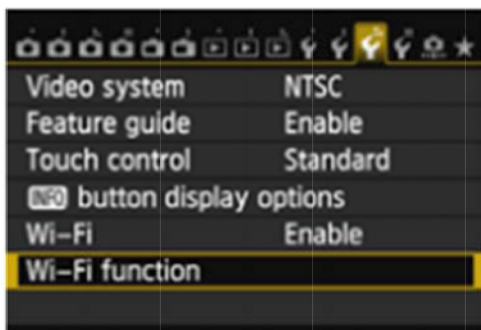 Video system NTSC
Feature guide Enable
Touch control Standard
INFO button display options
Wi-Fi Enable
Wi-Fi function